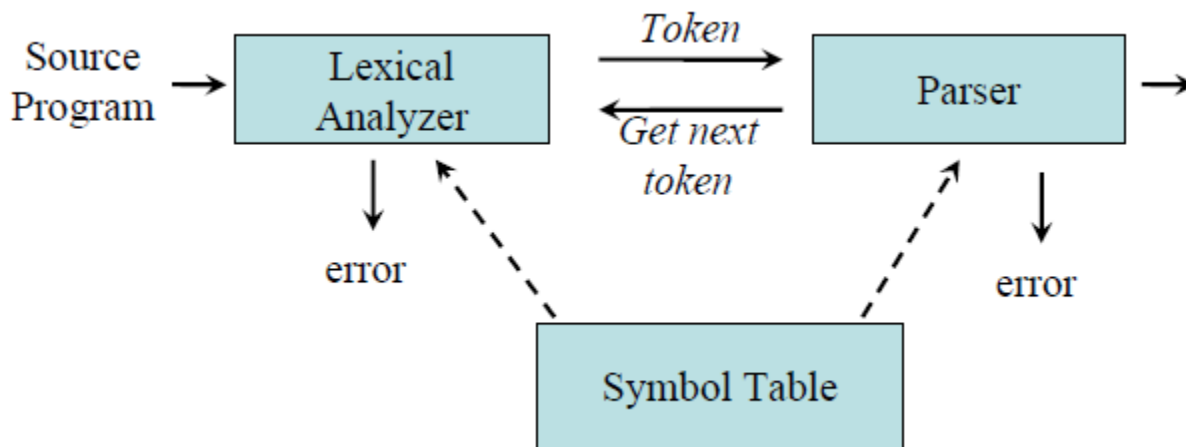 Source
Program
Lexical
Analyzer
Token
Get next
token
Parser
error
error
Symbol Table